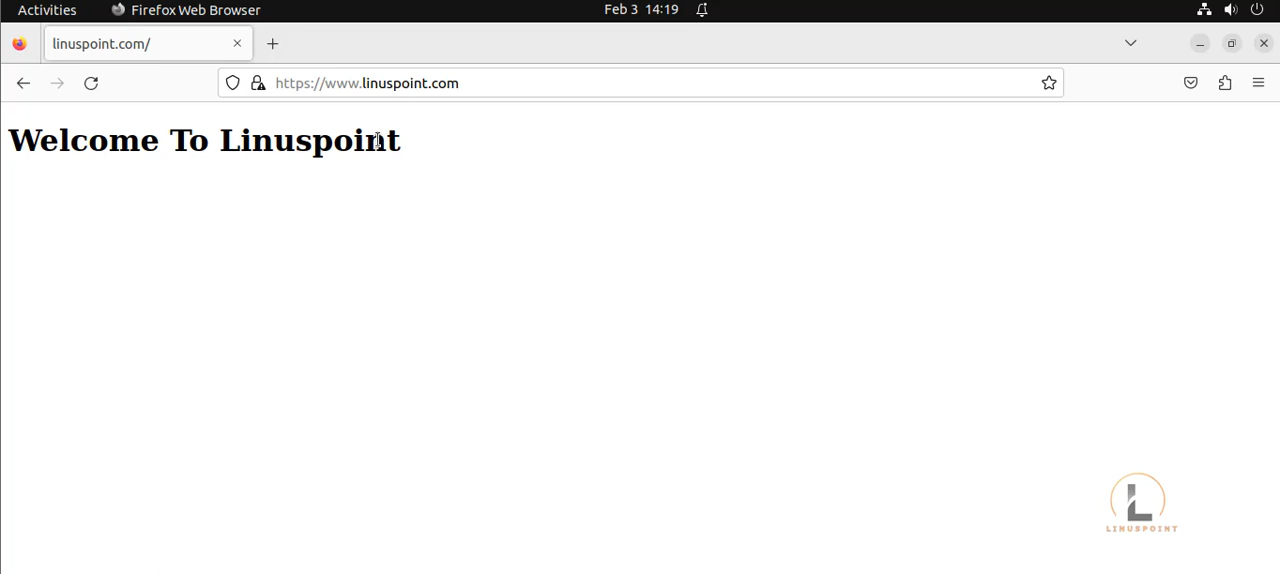 Activities Firefox Web Browser Feb 3 14:19
linuspoint.com/
https://www.linuspoint.com
Welcome To Linuspoint
L
LINUSPOINT